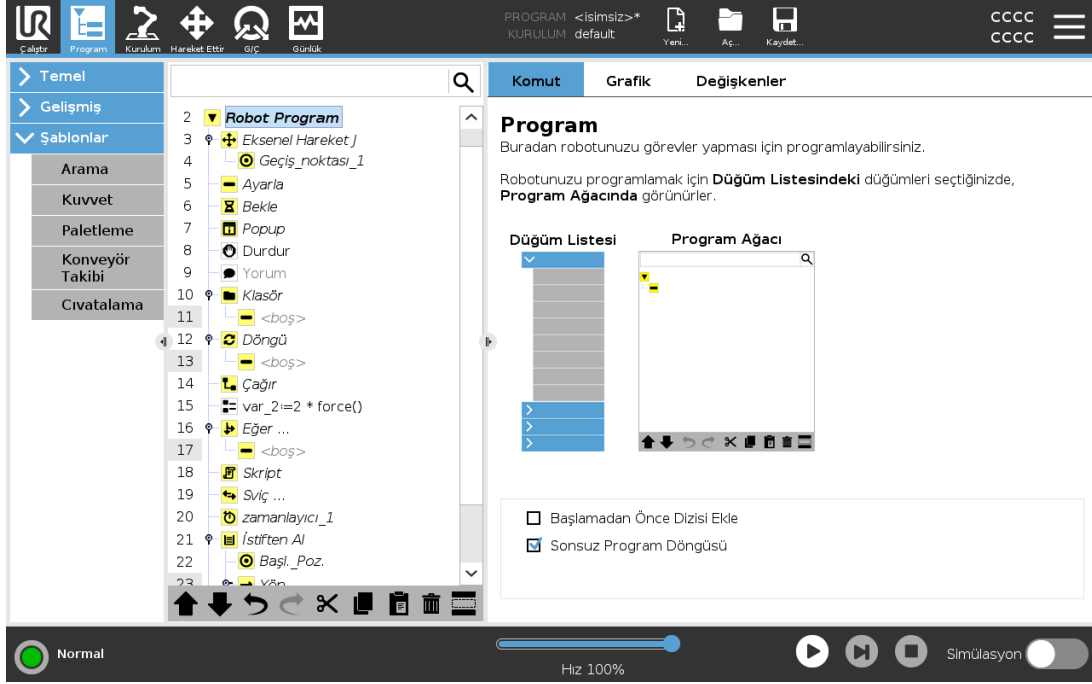 PROGRAM <isimsiz>*
KURULUM default
Çalıştır
Program
Kurulum
Hareket Ettir
G/Ç
Günlük
Yeni...
Aç...
Kaydet...
CCCC
CCCC
Temel
Gelişmiş
Şablonlar
Arama
Kuvvet
Paletleme
Konveyör
Takibi
Cıvatalama
2 Robot Program
3 Eksenel Hareket J
4 Geçiş_noktası_1
5 Ayarla
6 Bekle
7 Popup
8 Durdur
9 Yorum
10 Klasör
11 <boş>
12 Döngü
13 <boş>
14 Çağır
15 var_2≔2 * force()
16 Eğer ...
17 <boş>
18 Skript
19 Sviç ...
20 zamanlayıcı_1
21 İstiften Al
22 Başl._Poz.
23 Yön
Komut
Grafik
Değişkenler
Program
Buradan robotunuzu görevler yapması için programlayabilirsiniz.
Robotunuzu programlamak için Düğüm Listesindeki düğümleri seçtiğinizde,
Program Ağacında görünürler.
Düğüm Listesi
Program Ağacı
Başlamadan Önce Dizisi Ekle
Sonsuz Program Döngüsü
Normal
Hız 100%
Simülasyon